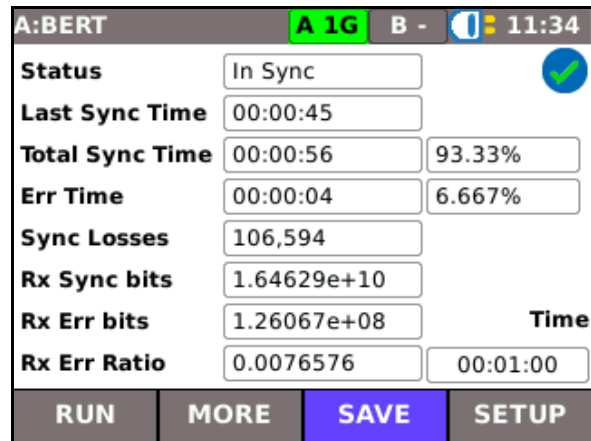 A:BERT A 1G B - 11:34
Status In Sync
Last Sync Time 00:00:45
Total Sync Time 00:00:56 93.33%
Err Time 00:00:04 6.667%
Sync Losses 106,594
Rx Sync bits 1.64629e+10
Rx Err bits 1.26067e+08 Time
Rx Err Ratio 0.0076576 00:01:00
RUN MORE SAVE SETUP